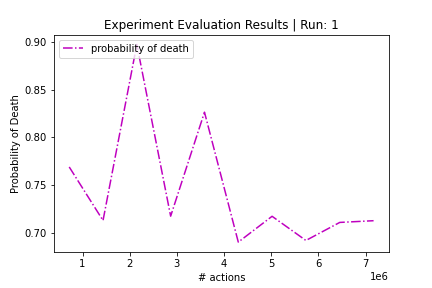 Experiment Evaluation Results | Run: 1
probability of death
Probability of Death
0.90
0.85
0.80
0.75
0.70
1 2 3 4 5 6 7
1e6
# actions